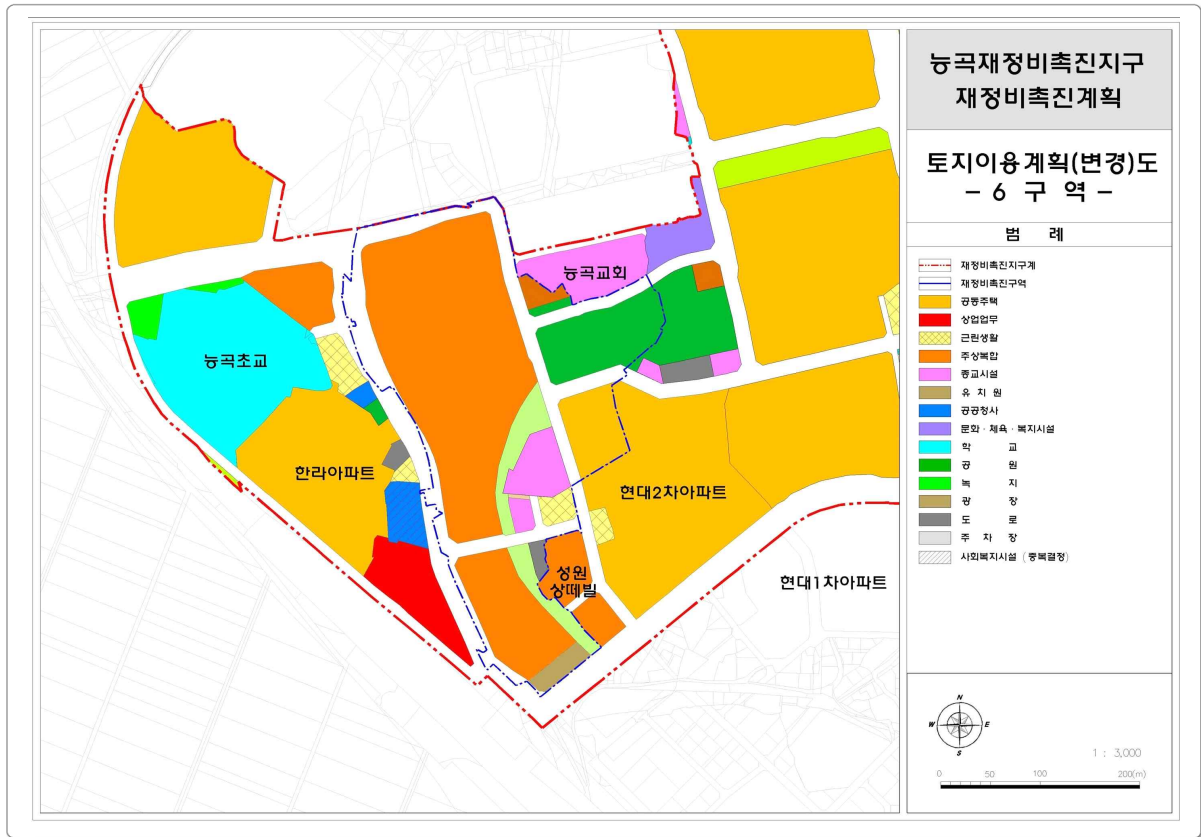 능곡재정비촉진지구
재정비촉진계획
토지이용계획(변경)도
- 6 구 역 -
범 례
재정비촉진지구계
재정비촉진구역
공동주택
상업업무
근린생활
주상복합
종교시설
유 치 원
공공청사
문화 · 체육 · 복지시설
학 교
공 원
녹 지
광 장
도 로
주 차 장
사회복지시설 (중복결정)
능곡교회
능곡초교
한라아파트
현대2차아파트
성원
상떼빌
현대1차아파트
N
W E
S
1 : 3,000
0 50 100 200(m)